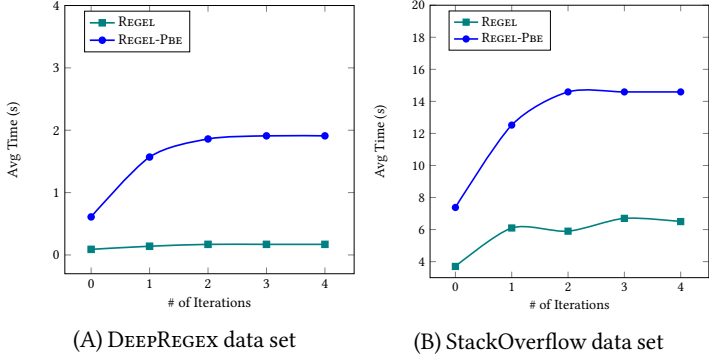 4
3
2
1
0
Avg Time (s)
REGEL
REGEL-PBE
0 1 2 3 4
# of Iterations
(A) DEEPREGEX data set
20
18
16
14
12
10
8
6
4
Avg Time (s)
REGEL
REGEL-PBE
0 1 2 3 4
# of Iterations
(B) StackOverflow data set